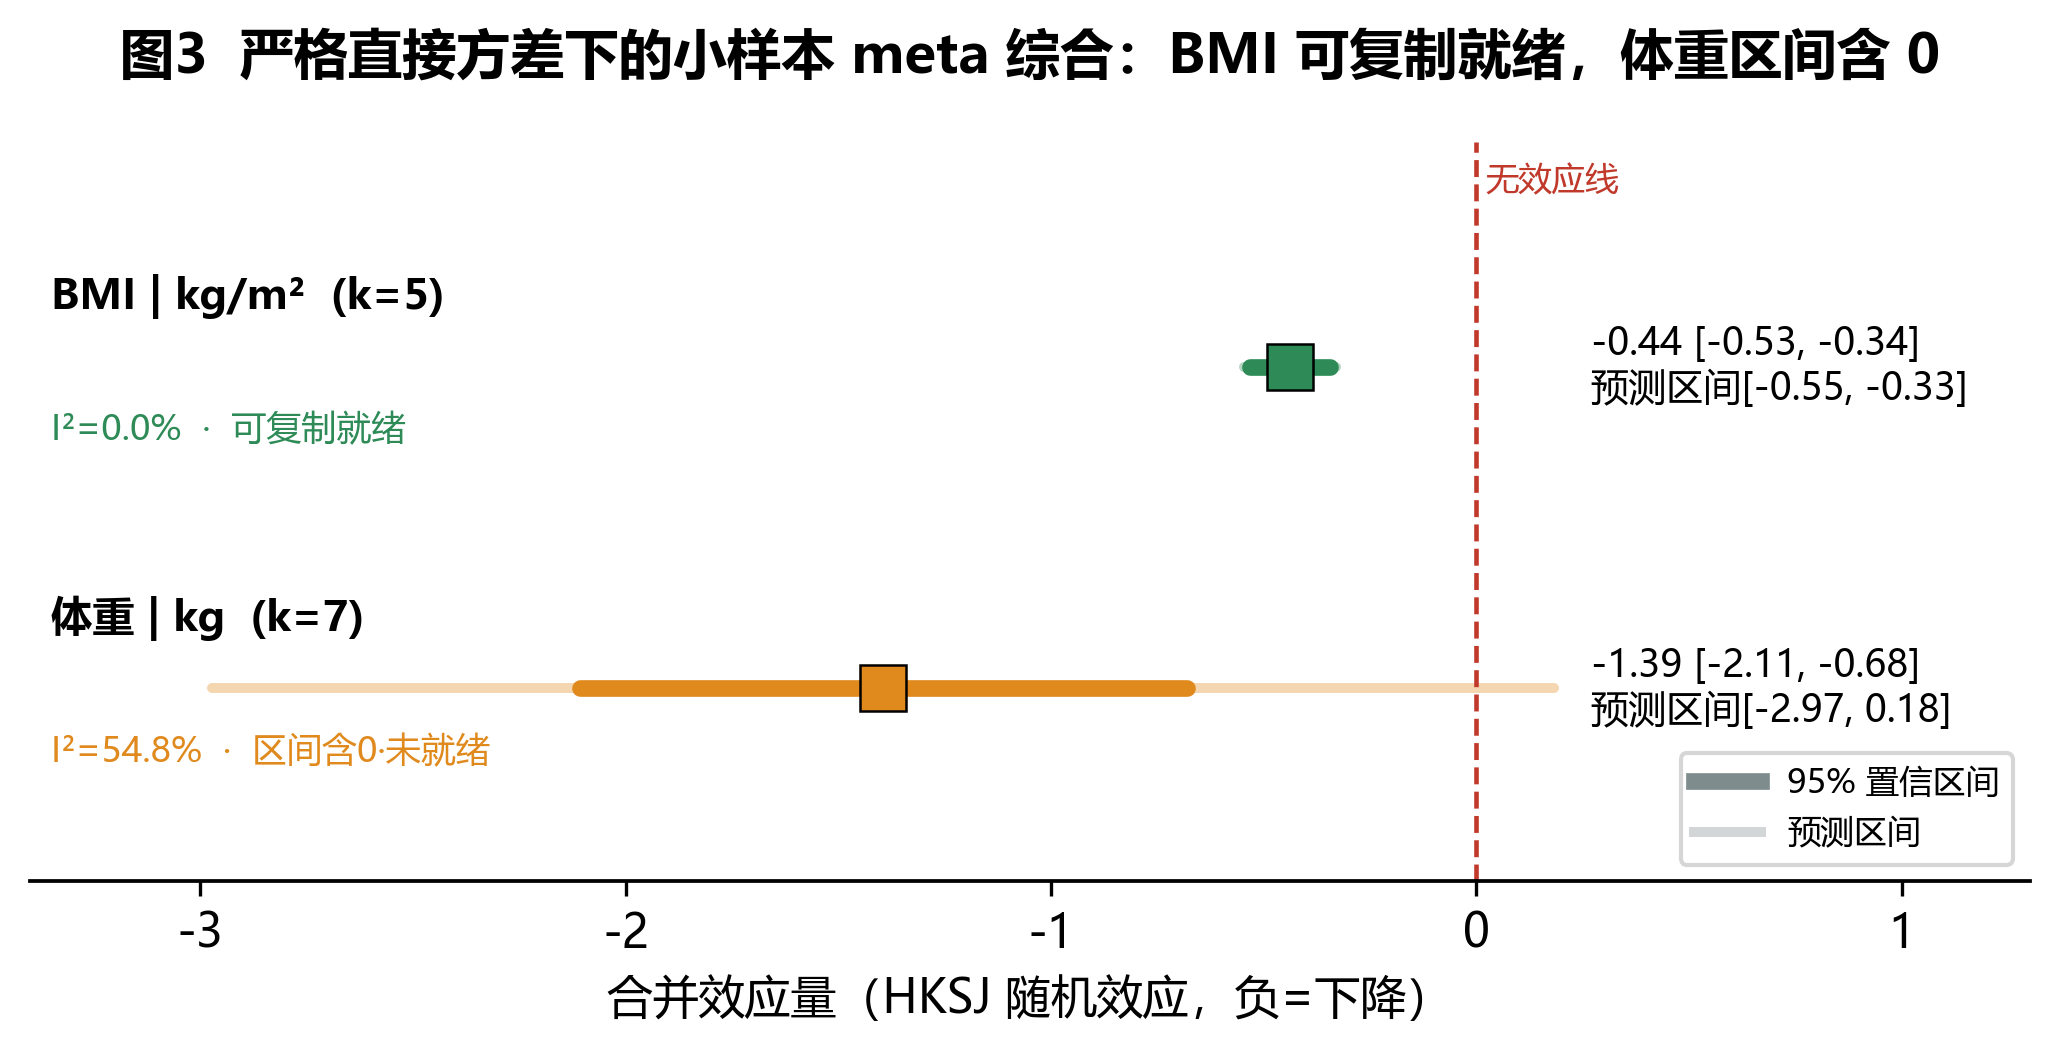 图3 严格直接方差下的小样本 meta 综合：BMI 可复制就绪，体重区间含 0
无效应线
BMI | kg/m² (k=5)
-0.44 [-0.53, -0.34]
预测区间[-0.55, -0.33]
I²=0.0% · 可复制就绪
体重 | kg (k=7)
-1.39 [-2.11, -0.68]
预测区间[-2.97, 0.18]
I²=54.8% · 区间含0·未就绪
95% 置信区间
预测区间
-3 -2 -1 0 1
合并效应量（HKSJ 随机效应，负=下降）